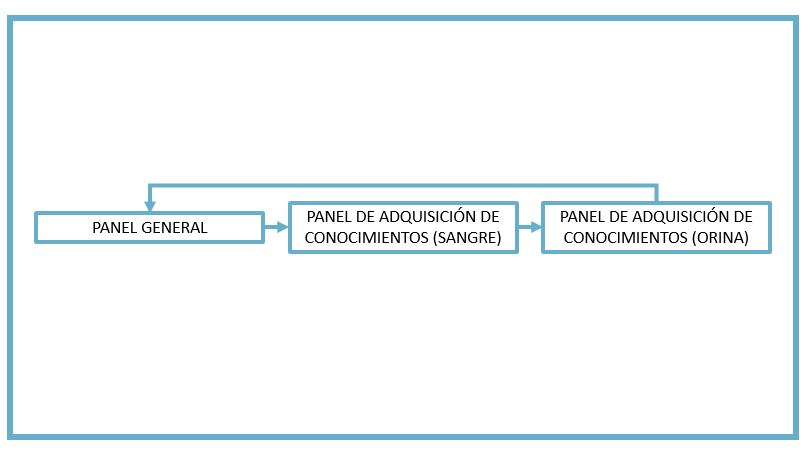 PANEL GENERAL
PANEL DE ADQUISICIÓN DE
CONOCIMIENTOS (SANGRE)
PANEL DE ADQUISICIÓN DE
CONOCIMIENTOS (ORINA)